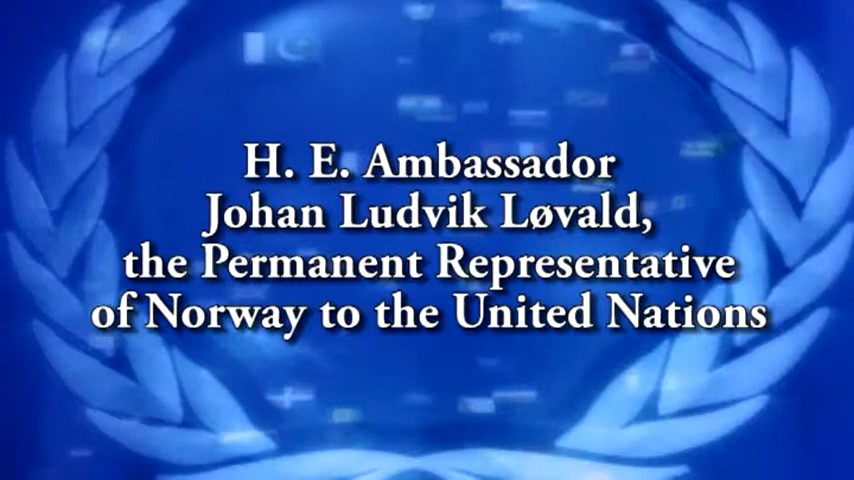 H. E. Ambassador
Johan Ludvik Løvald,
the Permanent Representative
of Norway to the United Nations